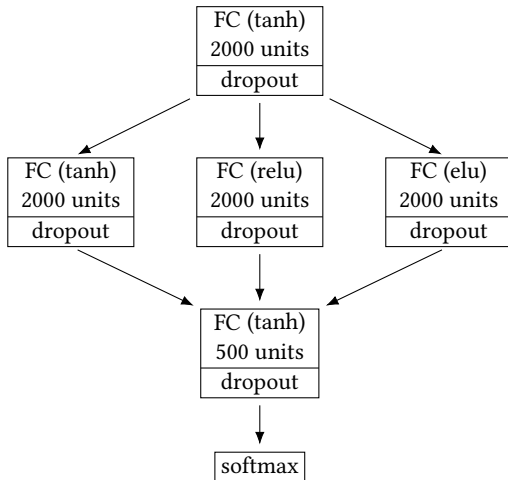 FC (tanh)
2000 units
dropout
FC (tanh)
2000 units
dropout
FC (relu)
2000 units
dropout
FC (elu)
2000 units
dropout
FC (tanh)
500 units
dropout
softmax